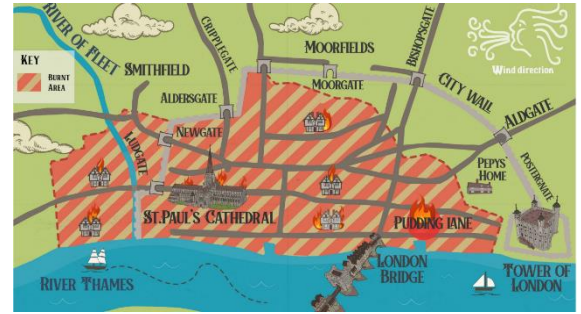 RIVER OF FLEET
KEY
BURNT
AREA
SMITHFIELD
CRIPPLEGATE
MOORFIELDS
BISHOPSGATE
WIND DIRECTION
MOORGATE
CITY WALL
ALDERSGATE
ALDGATE
NEWGATE
LUDGATE
PEPYS'
HOME
POSTERNGATE
ST.PAUL'S CATHEDRAL
PUDDING LANE
LONDON
BRIDGE
RIVER THAMES
TOWER OF
LONDON